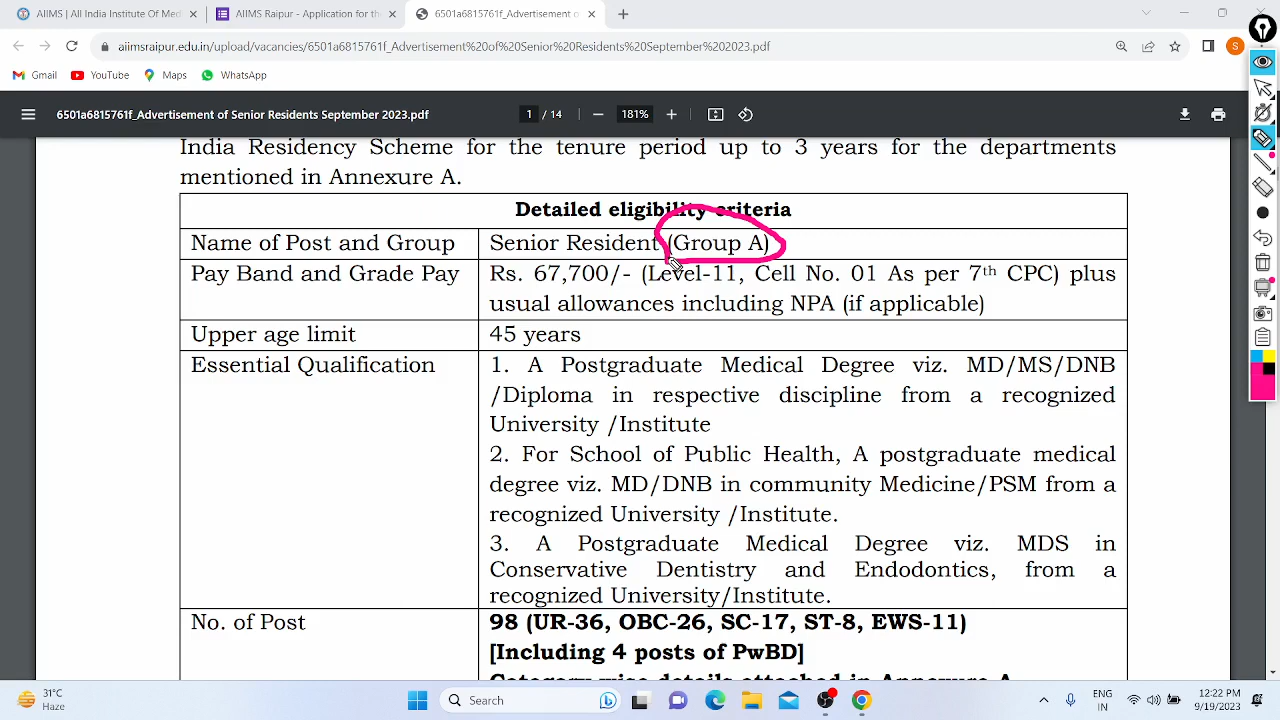 AIIMS | All India Institute Of Med
AIIMS Raipur - Application for the
6501a6815761f_Advertisement o
aiimsraipur.edu.in/upload/vacancies/6501a6815761f_Advertisement%20of%20Senior%20Residents%20September%202023.pdf
Gmail YouTube Maps WhatsApp
S
6501a6815761f_Advertisement of Senior Residents September 2023.pdf
1 / 14
181%
India Residency Scheme for the tenure period up to 3 years for the departments
mentioned in Annexure A.
Detailed eligibility criteria
Name of Post and Group
Senior Resident (Group A)
Pay Band and Grade Pay
Rs. 67,700/- (Level-11, Cell No. 01 As per 7th CPC) plus
usual allowances including NPA (if applicable)
Upper age limit
45 years
Essential Qualification
1. A Postgraduate Medical Degree viz. MD/MS/DNB
/Diploma in respective discipline from a recognized
University /Institute
2. For School of Public Health, A postgraduate medical
degree viz. MD/DNB in community Medicine/PSM from a
recognized University /Institute.
3. A Postgraduate Medical Degree viz. MDS in
Conservative Dentistry and Endodontics, from a
recognized University/Institute.
No. of Post
98 (UR-36, OBC-26, SC-17, ST-8, EWS-11)
[Including 4 posts of PwBD]
Category wise details attached in Annexure A
31°C
Haze
Search
ENG
IN
12:22 PM
9/19/2023